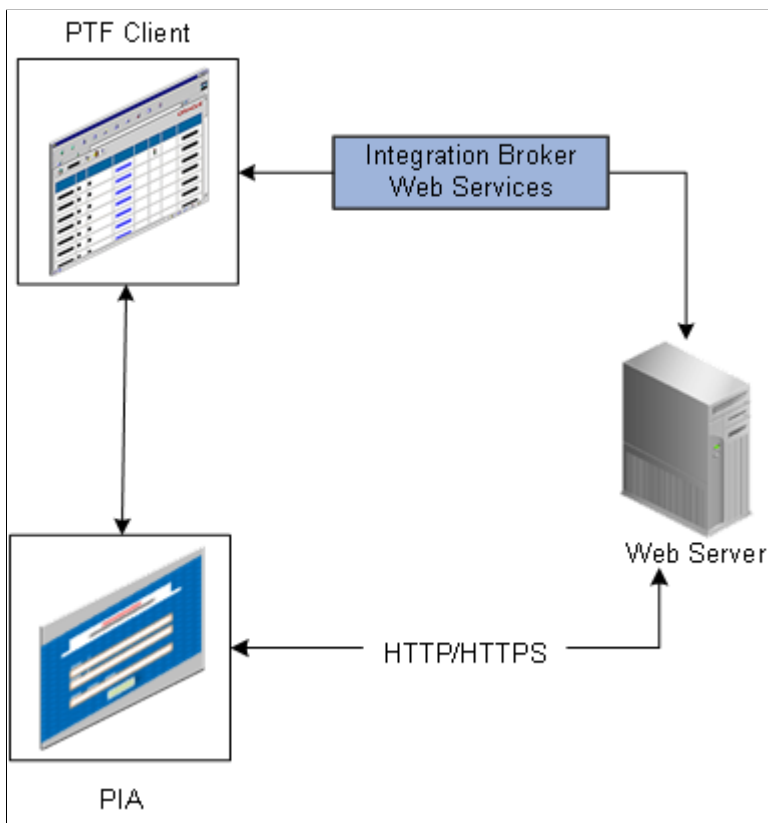 PTF Client
Integration Broker
Web Services
Web Server
HTTP/HTTPS
PIA